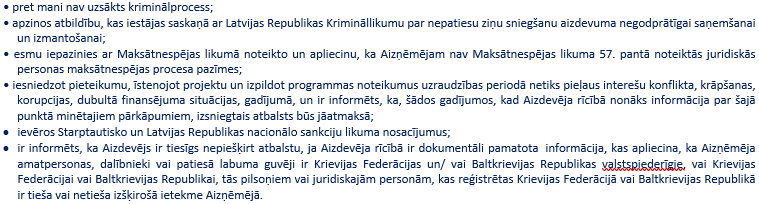 • pret mani nav uzsākts kriminālprocess;
• apzinos atbildību, kas iestājas saskaņā ar Latvijas Republikas Krimināllikumu par nepatiesu ziņu sniegšanu aizdevuma negodprātīgai saņemšanai
un izmantošanai;
• esmu iepazinies ar Maksātnespējas likumā noteikto un apliecinu, ka Aizņēmējam nav Maksātnespējas likuma 57. pantā noteiktās juridiskās
personas maksātnespējas procesa pazīmes;
• iesniedzot pieteikumu, īstenojot projektu un izpildot programmas noteikumus uzraudzības periodā netiks pieļaus interešu konflikta, krāpšanas,
korupcijas, dubultā finansējuma situācijas, gadījumā, un ir informēts, ka, šādos gadījumos, kad Aizdevēja rīcībā nonāks informācija par šajā
punktā minētajiem pārkāpumiem, izsniegtais atbalsts būs jāatmaksā;
• ievēros Starptautisko un Latvijas Republikas nacionālo sankciju likuma nosacījumus;
• ir informēts, ka Aizdevējs ir tiesīgs nepiešķirt atbalstu, ja Aizdevēja rīcībā ir dokumentāli pamatota informācija, kas apliecina, ka Aizņēmēja
amatpersonas, dalībnieki vai patiesā labuma guvēji ir Krievijas Federācijas un/ vai Baltkrievijas Republikas valstspiederīgie, vai Krievijas
Federācijai vai Baltkrievijas Republikai, tās pilsoņiem vai juridiskajām personām, kas reģistrētas Krievijas Federācijā vai Baltkrievijas Republikā
ir tieša vai netieša izšķirošā ietekme Aizņēmējā.